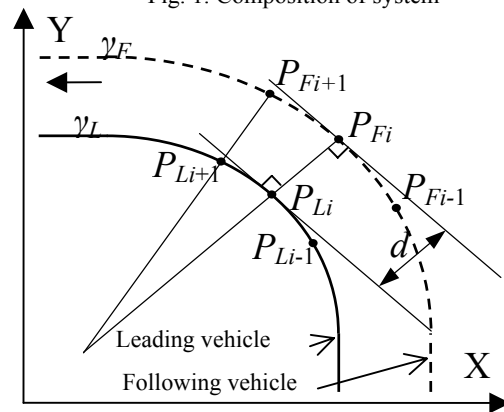 Fig. 1. Composition of system
Y
γF
PFi+1
PFi
γL
PLi+1
PLi
PFi-1
PLi-1
d
Leading vehicle
X
Following vehicle